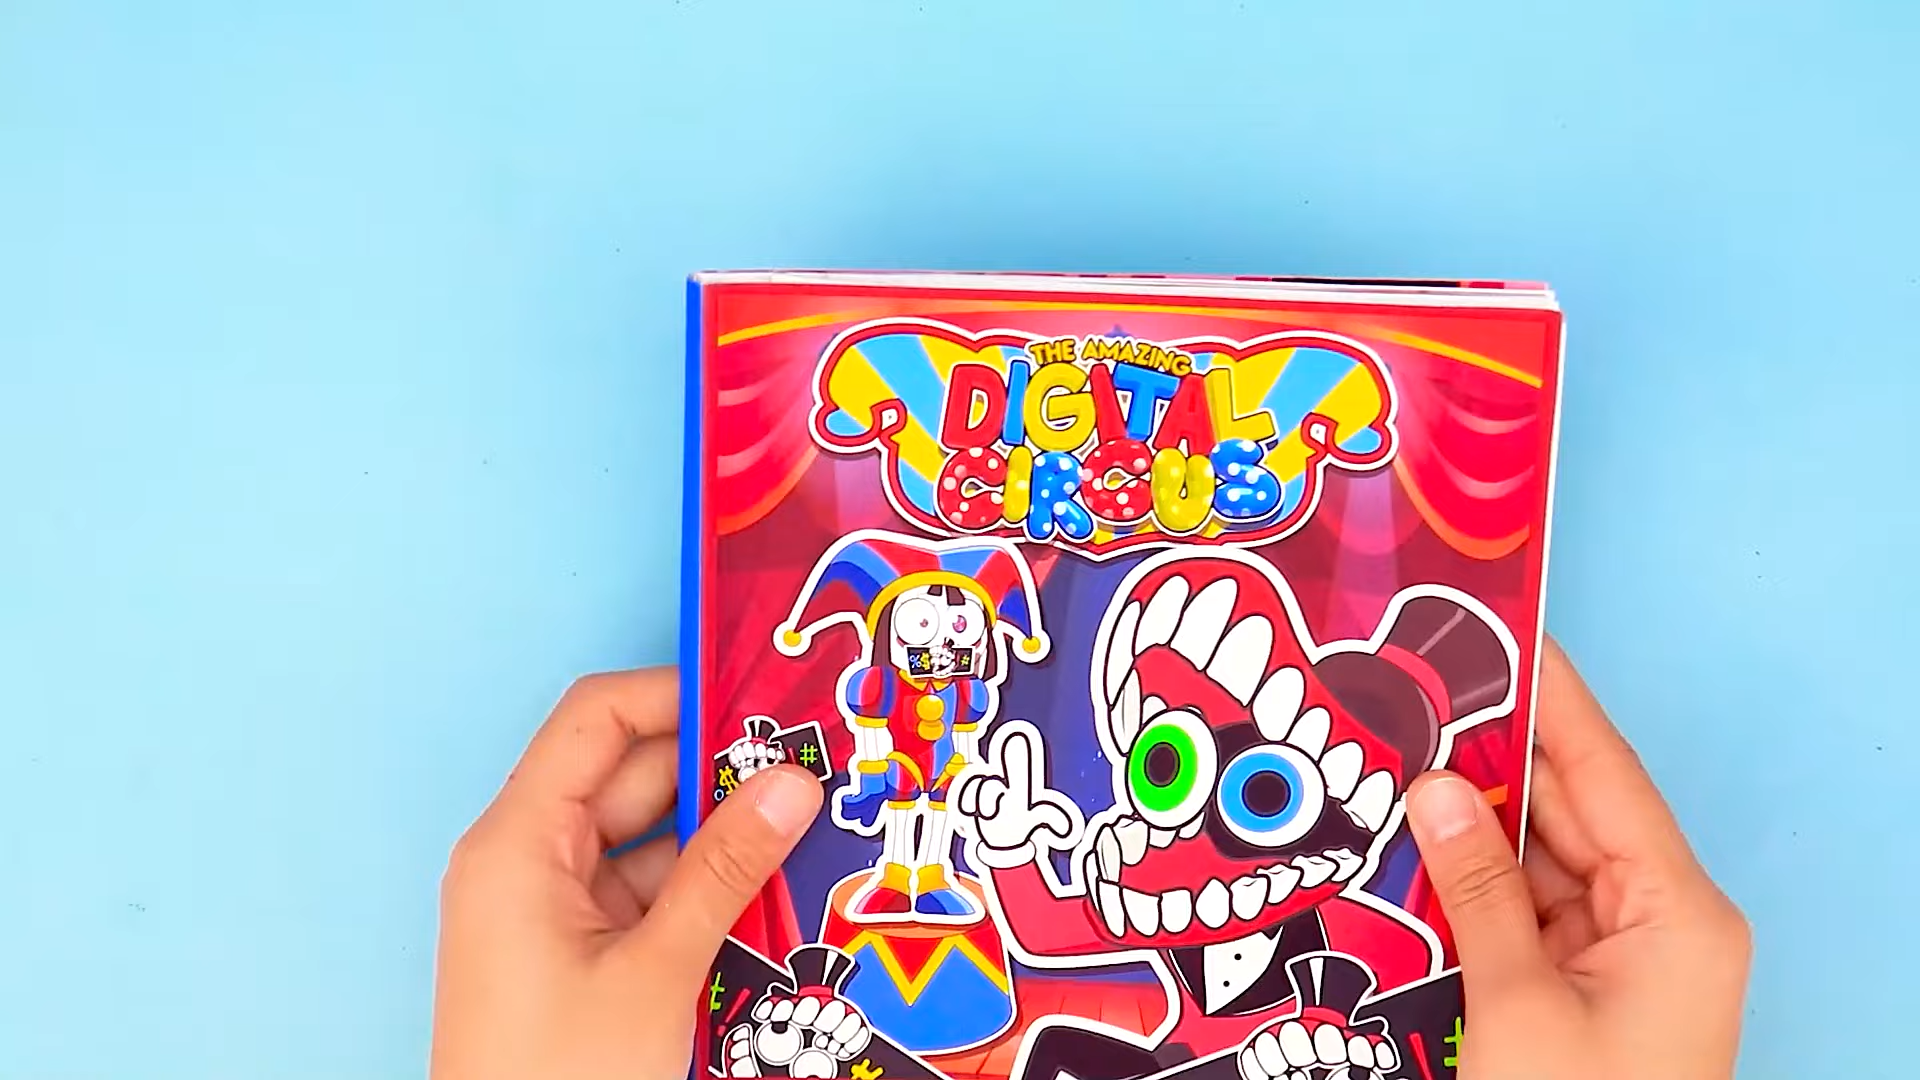 THE AMAZING
DIGITAL
CIRCUS
%$ #
$ ! #
# !
! #